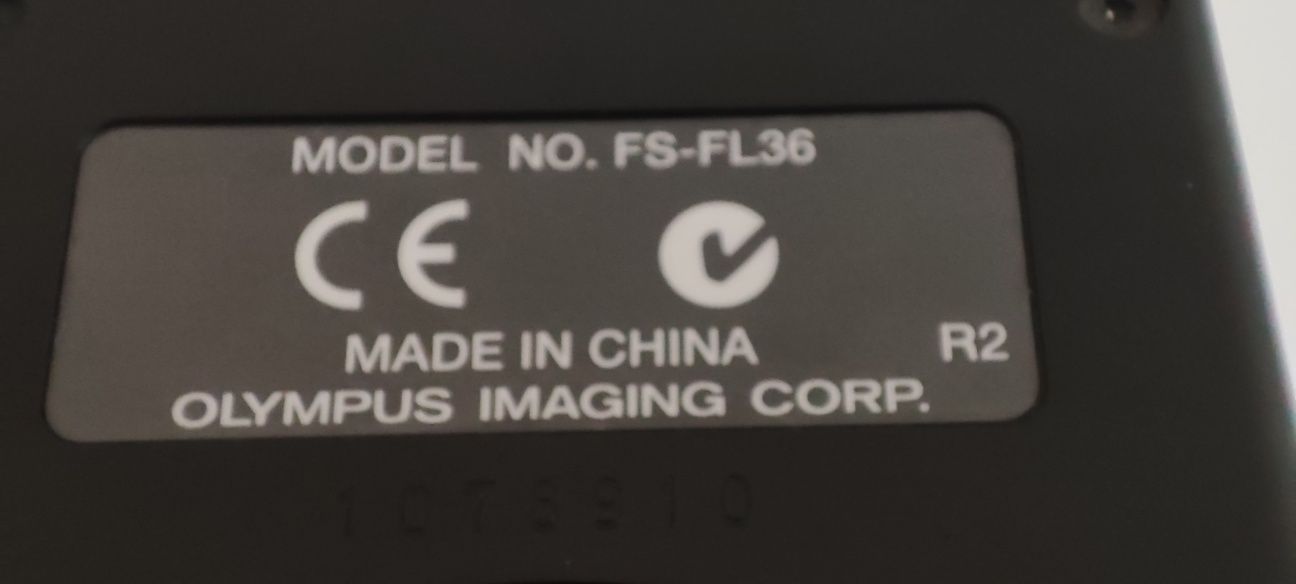 MODEL NO. FS-FL36
CE
MADE IN CHINA
R2
OLYMPUS IMAGING CORP.